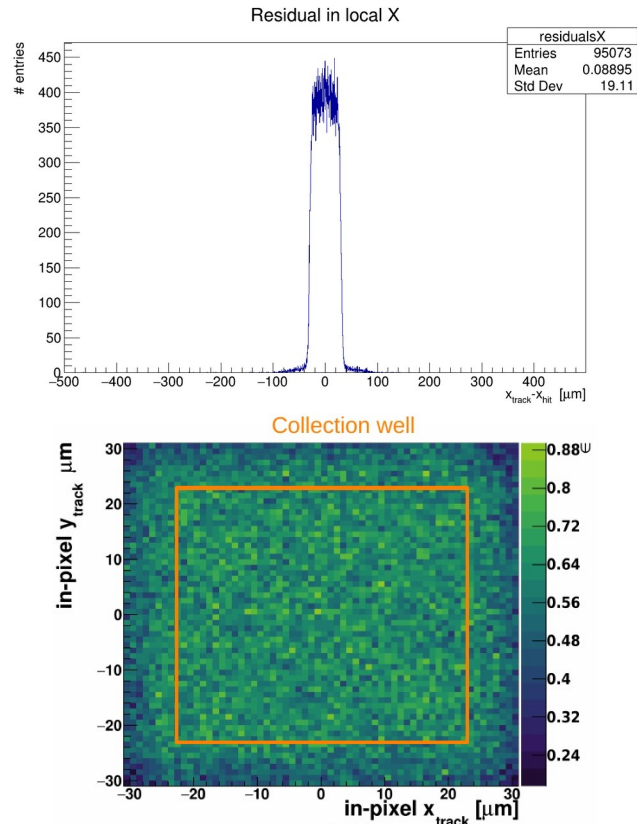 Residual in local X
residualsX
Entries 95073
Mean 0.08895
Std Dev 19.11
# entries
450
400
350
300
250
200
150
100
50
0
−500 −400 −300 −200 −100 0 100 200 300 400
x_track-x_hit [μm]
Collection well
in-pixel y_track μm
30
20
10
0
−10
−20
−30
−30 −20 −10 0 10 20 30
in-pixel x_track [μm]
0.88
0.8
0.72
0.64
0.56
0.48
0.4
0.32
0.24